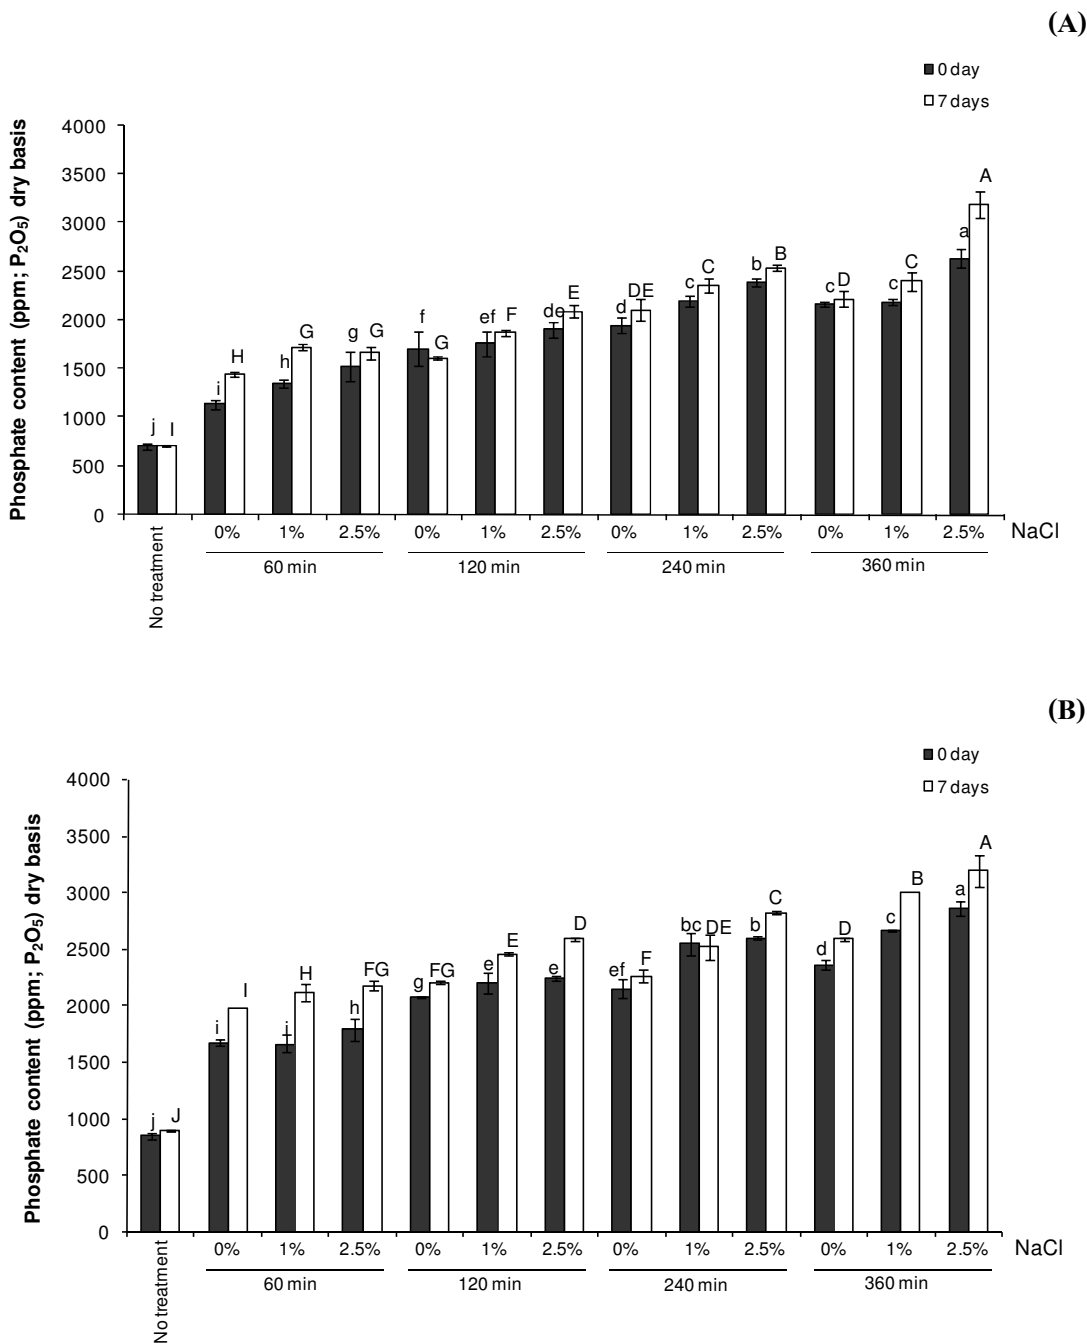 (A)
0 day
7 days
Phosphate content (ppm; P₂O₅) dry basis
4000
3500
3000
2500
2000
1500
1000
500
0
j I i H h G g G f G ef F de E d DE c C b B c D c C a A
No treatment 0% 1% 2.5% 0% 1% 2.5% 0% 1% 2.5% 0% 1% 2.5% NaCl
60 min 120 min 240 min 360 min
(B)
0 day
7 days
Phosphate content (ppm; P₂O₅) dry basis
4000
3500
3000
2500
2000
1500
1000
500
0
j J i I i H h FG g FG e E e D ef F bc DE b C d D c B a A
No treatment 0% 1% 2.5% 0% 1% 2.5% 0% 1% 2.5% 0% 1% 2.5% NaCl
60 min 120 min 240 min 360 min